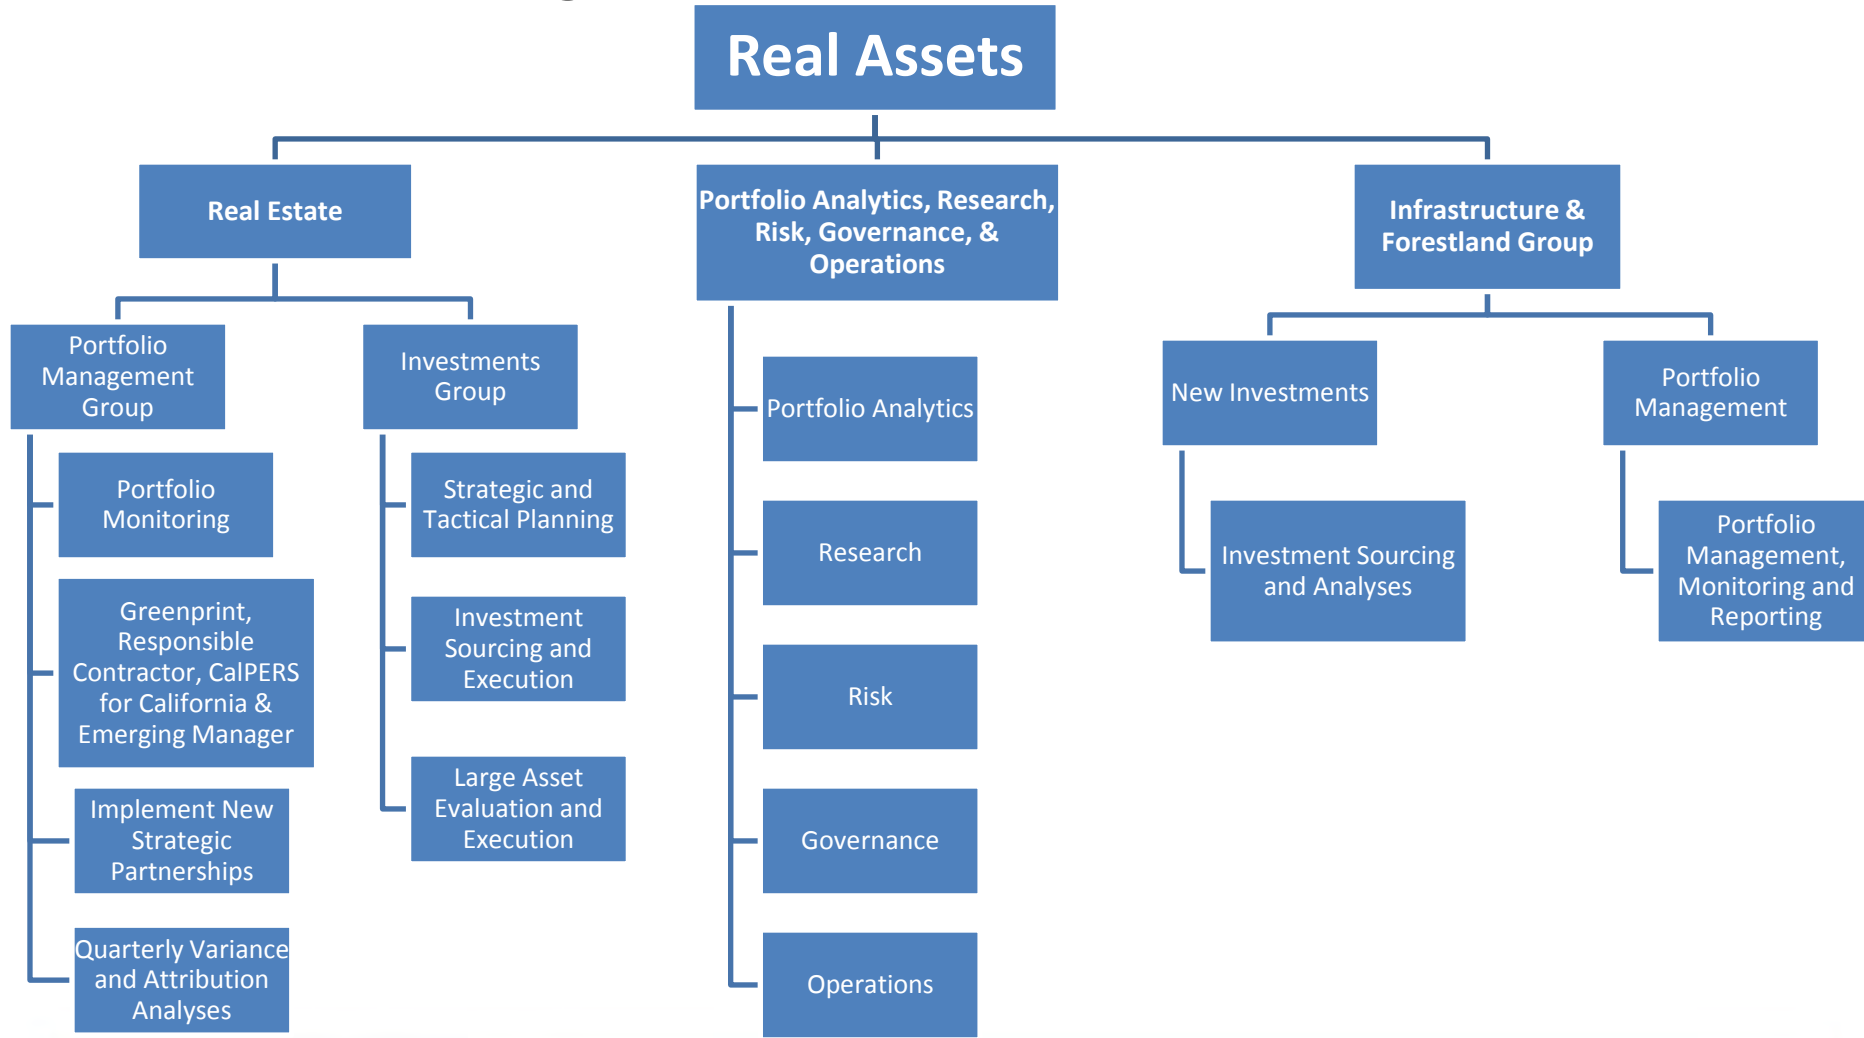 Real Assets
Real Estate
Portfolio Analytics, Research,
Risk, Governance, &
Operations
Infrastructure &
Forestland Group
Portfolio
Management
Group
Portfolio
Monitoring
Greenprint,
Responsible
Contractor, CalPERS
for California &
Emerging Manager
Implement New
Strategic
Partnerships
Quarterly Variance
and Attribution
Analyses
Investments
Group
Strategic and
Tactical Planning
Investment
Sourcing and
Execution
Large Asset
Evaluation and
Execution
Portfolio Analytics
Research
Risk
Governance
Operations
New Investments
Investment Sourcing
and Analyses
Portfolio
Management
Portfolio
Management,
Monitoring and
Reporting